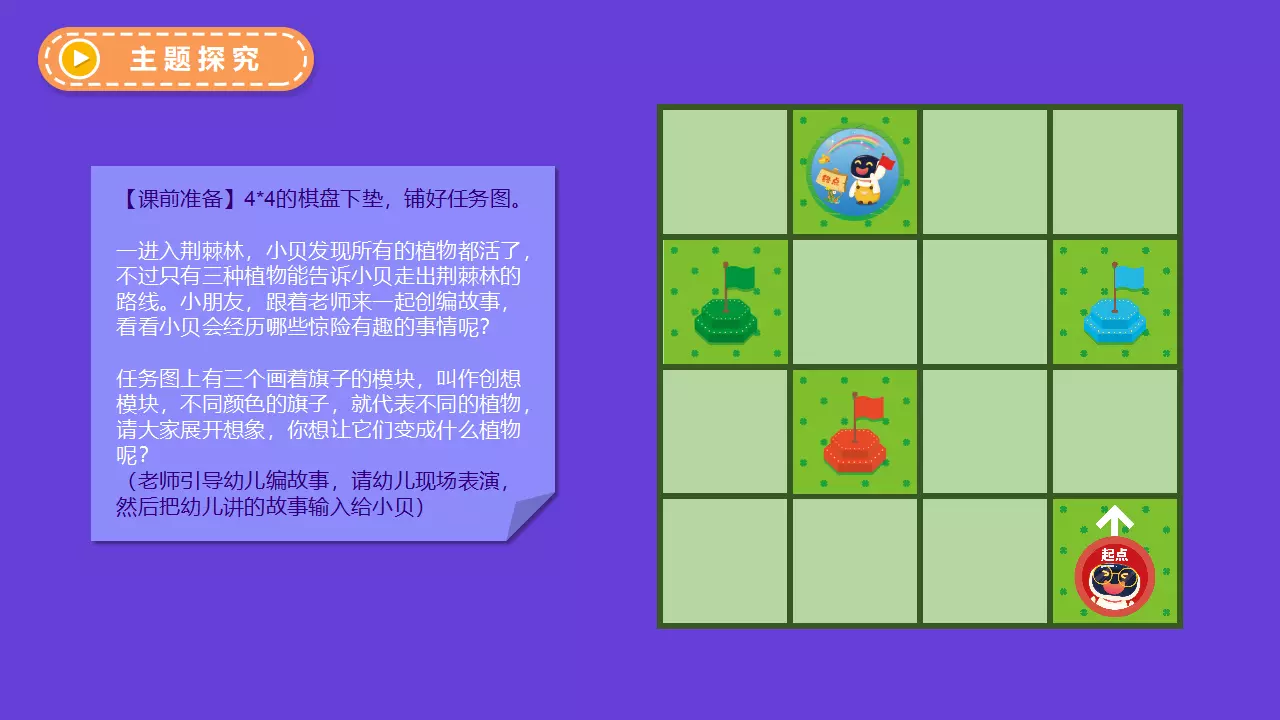 主题探究
【课前准备】4*4的棋盘下垫，铺好任务图。
一进入荆棘林，小贝发现所有的植物都活了，
不过只有三种植物能告诉小贝走出荆棘林的
路线。小朋友，跟着老师来一起创编故事，
看看小贝会经历哪些惊险有趣的事情呢？
任务图上有三个画着旗子的模块，叫作创想
模块，不同颜色的旗子，就代表不同的植物，
请大家展开想象，你想让它们变成什么植物
呢？
（老师引导幼儿编故事，请幼儿现场表演，
然后把幼儿讲的故事输入给小贝）
起点